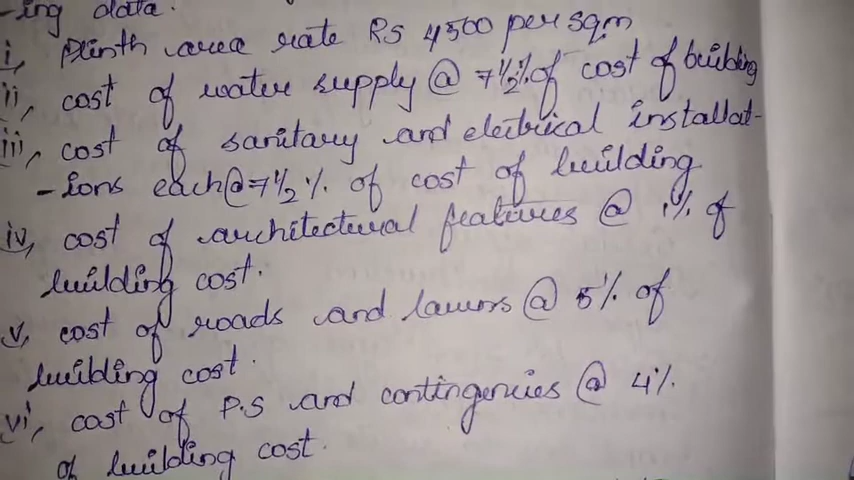 -ing data.
i, Plinth area rate RS 4500 per sqm
ii, cost of water supply @ 7½% of cost of building
iii, cost of sanitary and electrical installat-
-ions each @ 7½% of cost of building
iv, cost of architectural features @ 1% of
building cost.
v, cost of roads and lawns @ 5% of
building cost.
vi, cost of P.S and contingencies @ 4%
of building cost.